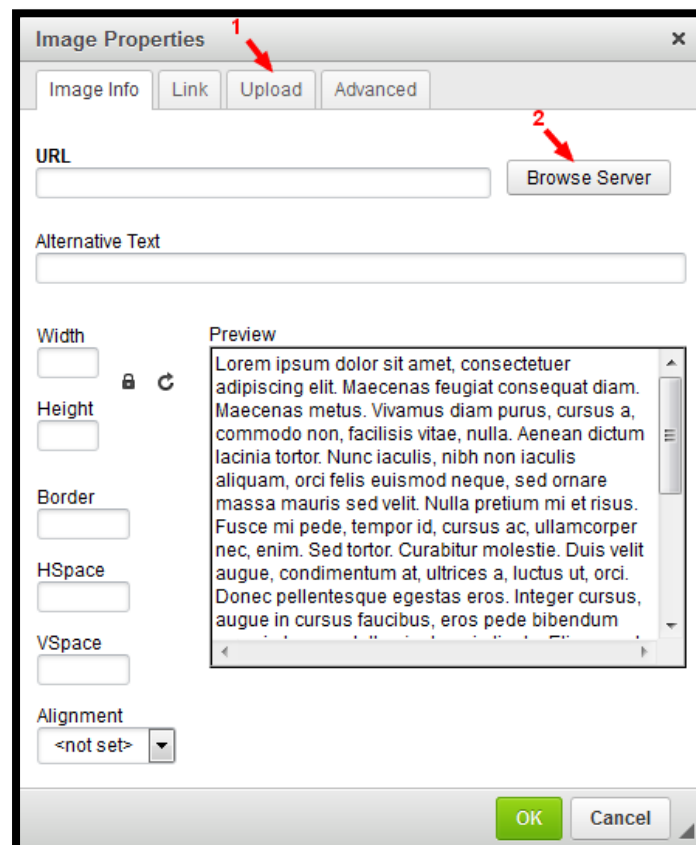 Image Properties
1
Image Info Link Upload Advanced
2
URL
Browse Server
Alternative Text
Width
Preview
Height
Border
HSpace
VSpace
Alignment
<not set>
Lorem ipsum dolor sit amet, consectetuer
adipiscing elit. Maecenas feugiat consequat diam.
Maecenas metus. Vivamus diam purus, cursus a,
commodo non, facilisis vitae, nulla. Aenean dictum
lacinia tortor. Nunc iaculis, nibh non iaculis
aliquam, orci felis euismod neque, sed ornare
massa mauris sed velit. Nulla pretium mi et risus.
Fusce mi pede, tempor id, cursus ac, ullamcorper
nec, enim. Sed tortor. Curabitur molestie. Duis velit
augue, condimentum at, ultrices a, luctus ut, orci.
Donec pellentesque egestas eros. Integer cursus,
augue in cursus faucibus, eros pede bibendum
OK Cancel